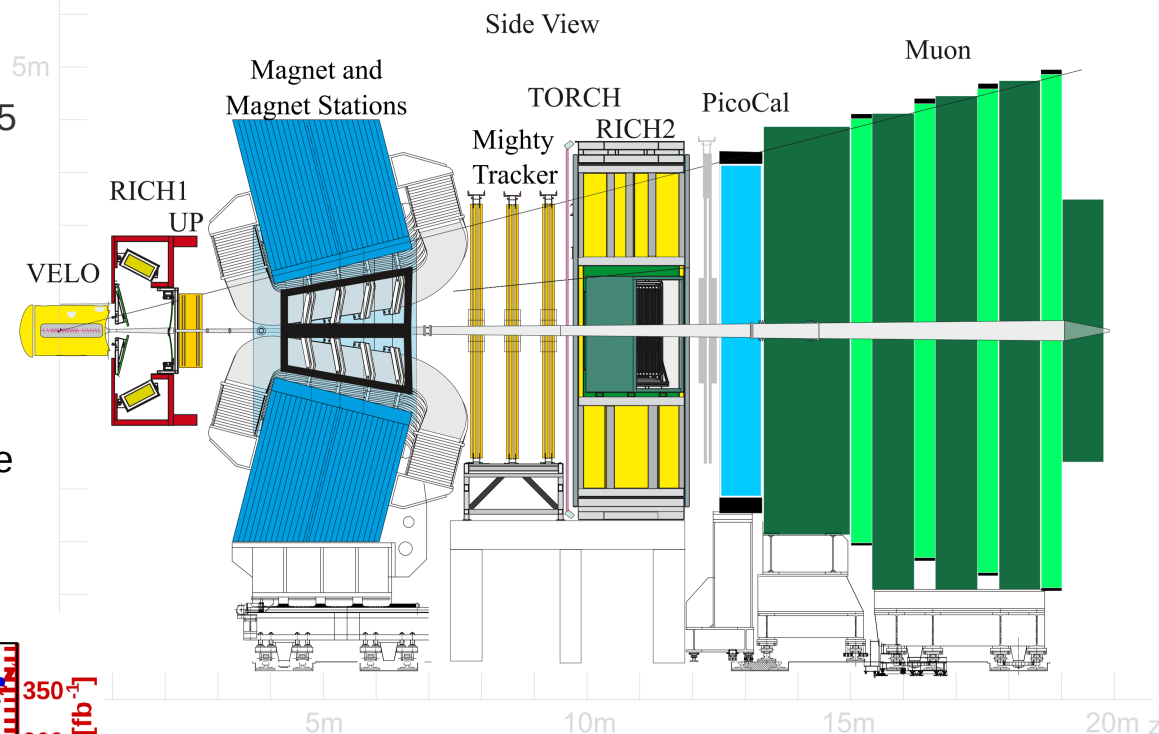 Side View
5m
Muon
Magnet and
Magnet Stations
5
TORCH
PicoCal
RICH2
Mighty
Tracker
RICH1
UP
VELO
e
350
[fb-1]
5m
10m
15m
20m z